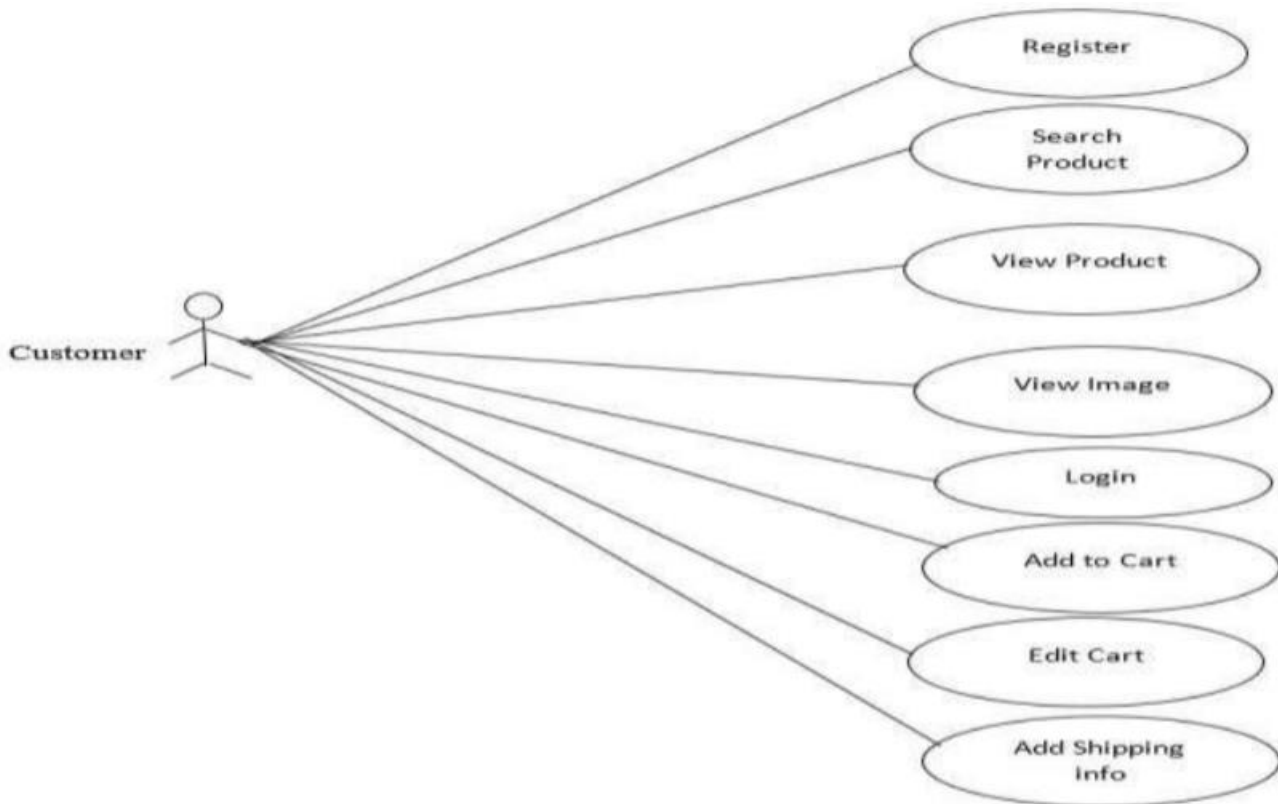 Register
Search
Product
View Product
Customer
View Image
Login
Add to Cart
Edit Cart
Add Shipping
info